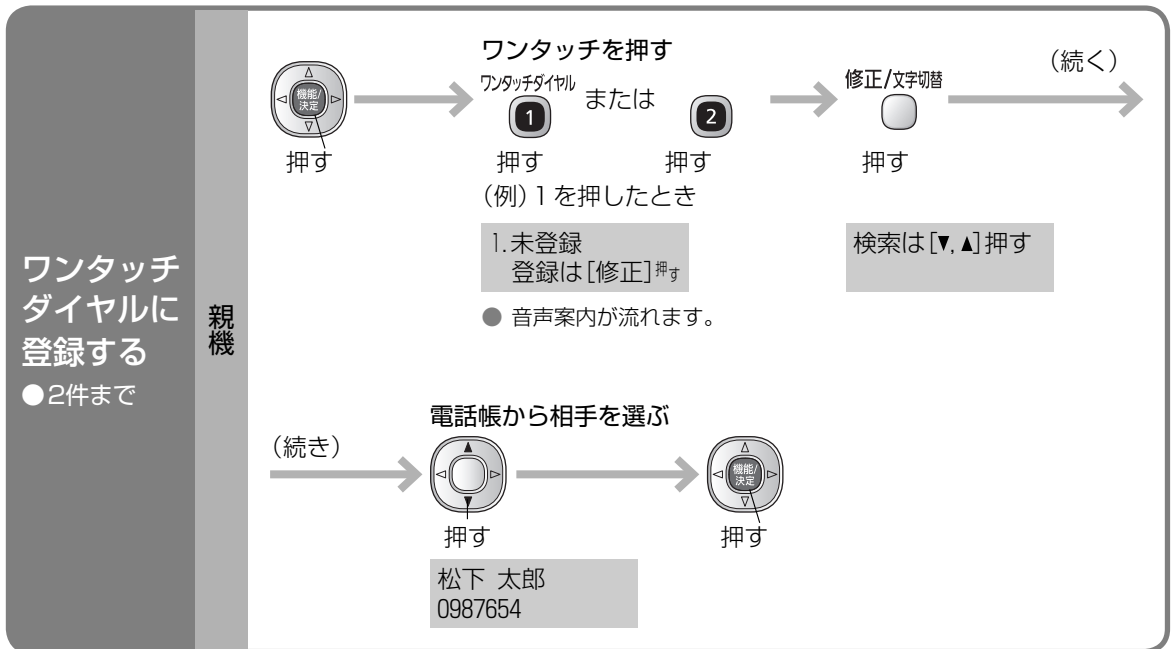 ワンタッチ
ダイヤルに
登録する
●2件まで
親機
機能/
決定
押す
ワンタッチを押す
ワンタッチダイヤル
1
または
2
押す
押す
(例)1を押したとき
1.未登録
登録は[修正]押す
● 音声案内が流れます。
修正/文字切替
押す
検索は[▼,▲]押す
(続く)
(続き)
電話帳から相手を選ぶ
押す
松下 太郎
0987654
機能/
決定
押す